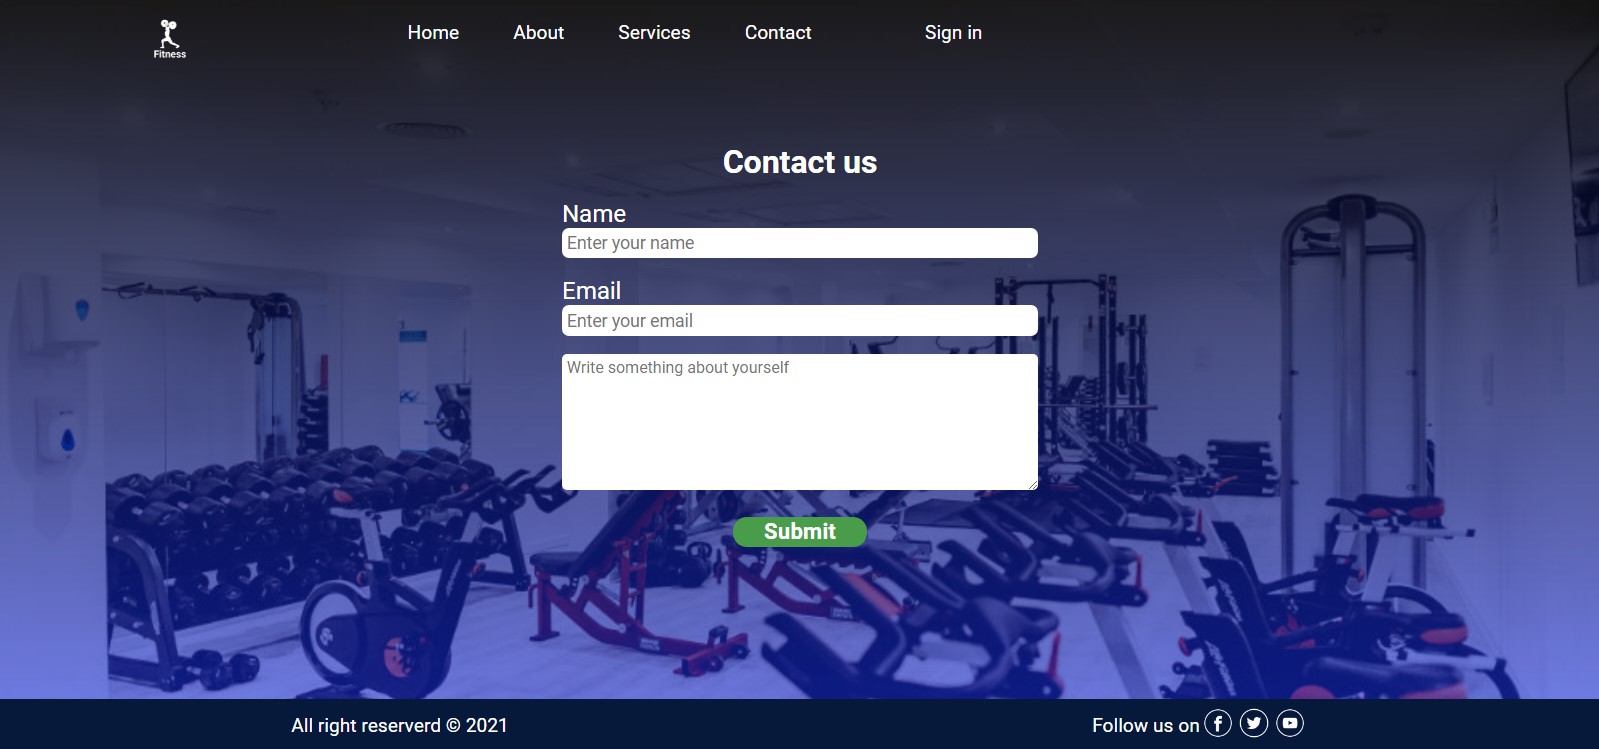 Fitness
Home About Services Contact Sign in
Contact us
Name
Enter your name
Email
Enter your email
Write something about yourself
Submit
All right reserverd © 2021
Follow us on